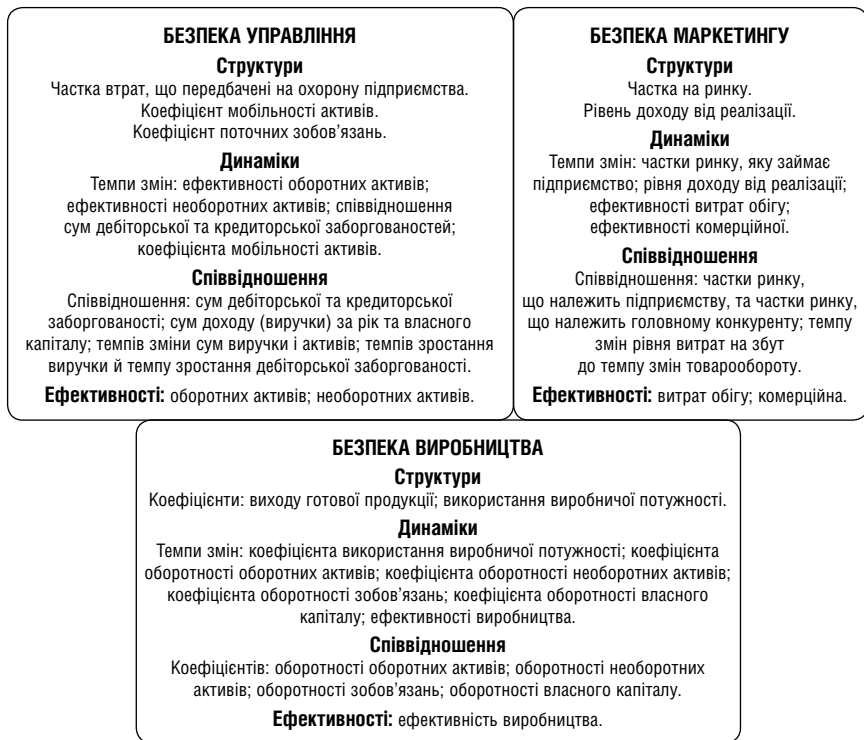 БЕЗПЕКА УПРАВЛІННЯ
Структури
Частка втрат, що передбачені на охорону підприємства.
Коефіцієнт мобільності активів.
Коефіцієнт поточних зобов’язань.
Динаміки
Темпи змін: ефективності оборотних активів;
ефективності необоротних активів; співвідношення
сум дебіторської та кредиторської заборгованостей;
коефіцієнта мобільності активів.
Співвідношення
Співвідношення: сум дебіторської та кредиторської
заборгованості; сум доходу (виручки) за рік та власного
капіталу; темпів зміни сум виручки і активів; темпів зростання
виручки й темпу зростання дебіторської заборгованості.
Ефективності: оборотних активів; необоротних активів.
БЕЗПЕКА МАРКЕТИНГУ
Структури
Частка на ринку.
Рівень доходу від реалізації.
Динаміки
Темпи змін: частки ринку, яку займає
підприємство; рівня доходу від реалізації;
ефективності витрат обігу;
ефективності комерційної.
Співвідношення
Співвідношення: частки ринку,
що належить підприємству, та частки ринку,
що належить головному конкуренту; темпу
змін рівня витрат на збут
до темпу змін товарообороту.
Ефективності: витрат обігу; комерційна.
БЕЗПЕКА ВИРОБНИЦТВА
Структури
Коефіцієнти: виходу готової продукції; використання виробничої потужності.
Динаміки
Темпи змін: коефіцієнта використання виробничої потужності; коефіцієнта
оборотності оборотних активів; коефіцієнта оборотності необоротних активів;
коефіцієнта оборотності зобов’язань; коефіцієнта оборотності власного
капіталу; ефективності виробництва.
Співвідношення
Коефіцієнтів: оборотності оборотних активів; оборотності необоротних
активів; оборотності зобов’язань; оборотності власного капіталу.
Ефективності: ефективність виробництва.